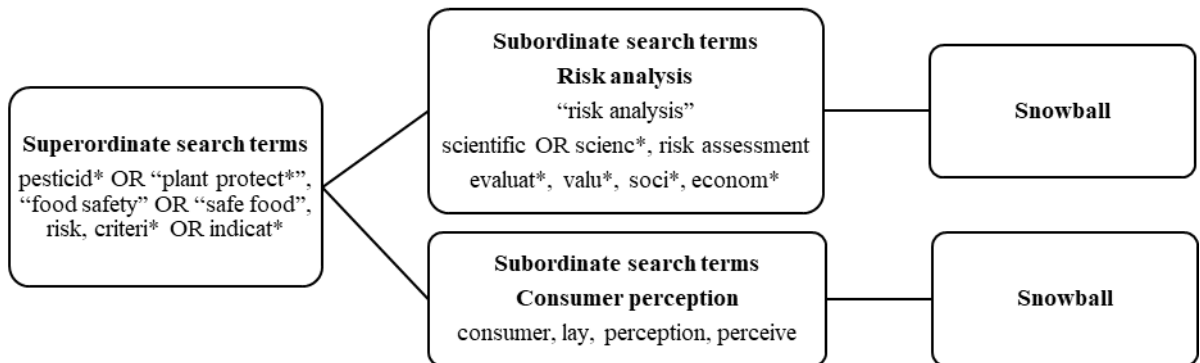 Superordinate search terms
pesticid* OR “plant protect*”,
“food safety” OR “safe food”,
risk, criteri* OR indicat*
Subordinate search terms
Risk analysis
“risk analysis”
scientific OR scienc*, risk assessment
evaluat*, valu*, soci*, econom*
Snowball
Subordinate search terms
Consumer perception
consumer, lay, perception, perceive
Snowball